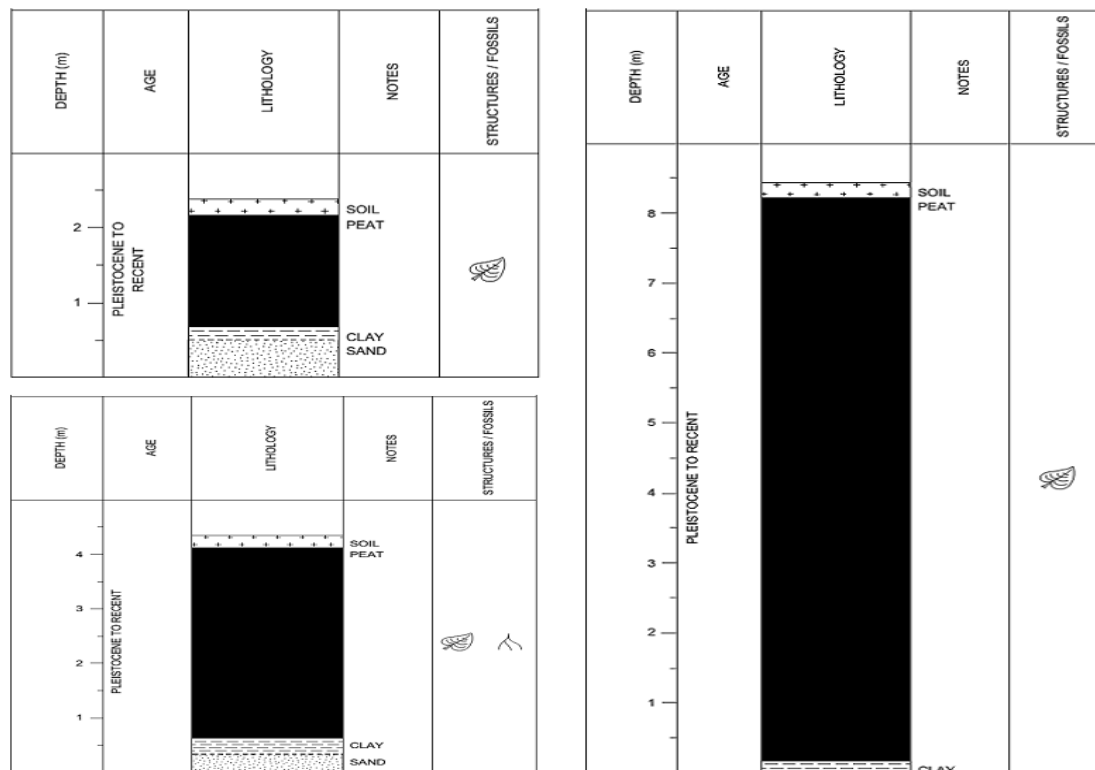 DEPTH (m)
AGE
LITHOLOGY
NOTES
STRUCTURES / FOSSILS
2
1
PLEISTOCENE TO
RECENT
SOIL
PEAT
CLAY
SAND
DEPTH (m)
AGE
LITHOLOGY
NOTES
STRUCTURES / FOSSILS
4
3
2
1
PLEISTOCENE TO RECENT
SOIL
PEAT
CLAY
SAND
DEPTH (m)
AGE
LITHOLOGY
NOTES
STRUCTURES / FOSSILS
8
7
6
5
4
3
2
1
PLEISTOCENE TO RECENT
SOIL
PEAT
CLAY